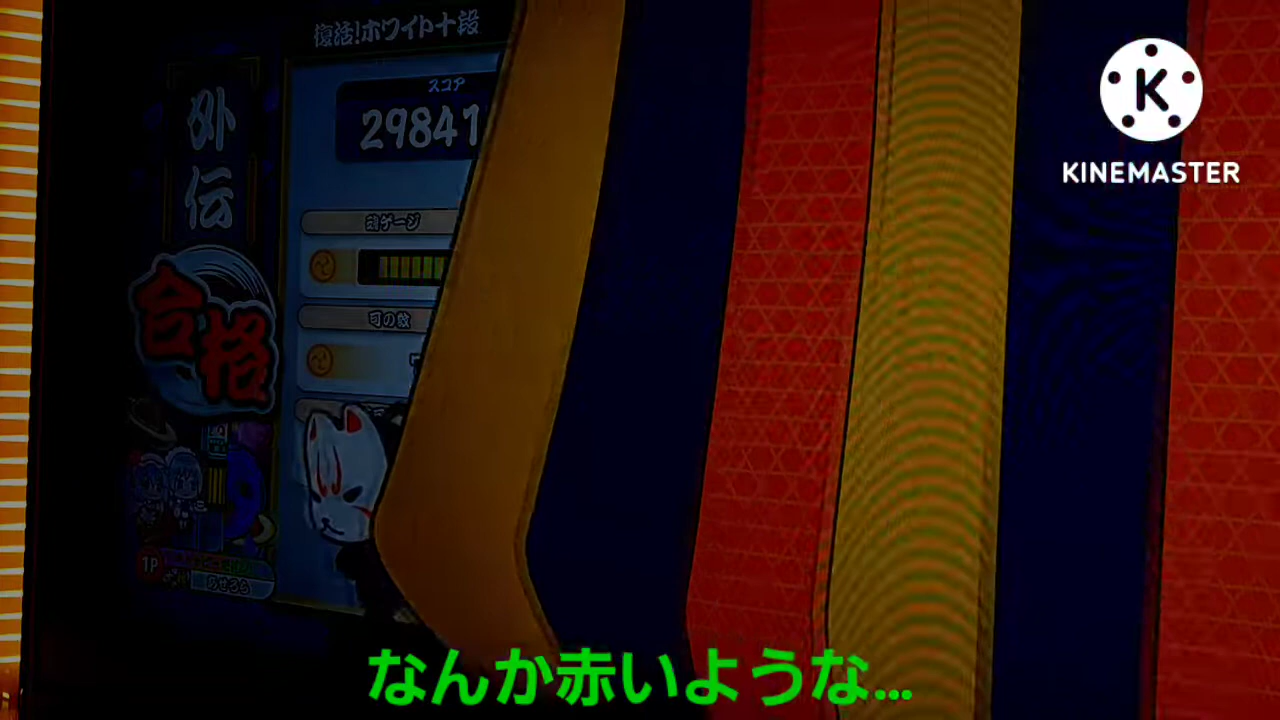 復活!ホワイト十段
外伝
スコア
29841
魂ゲージ
可の数
合格
1P
K
KINEMASTER
なんか赤いような...